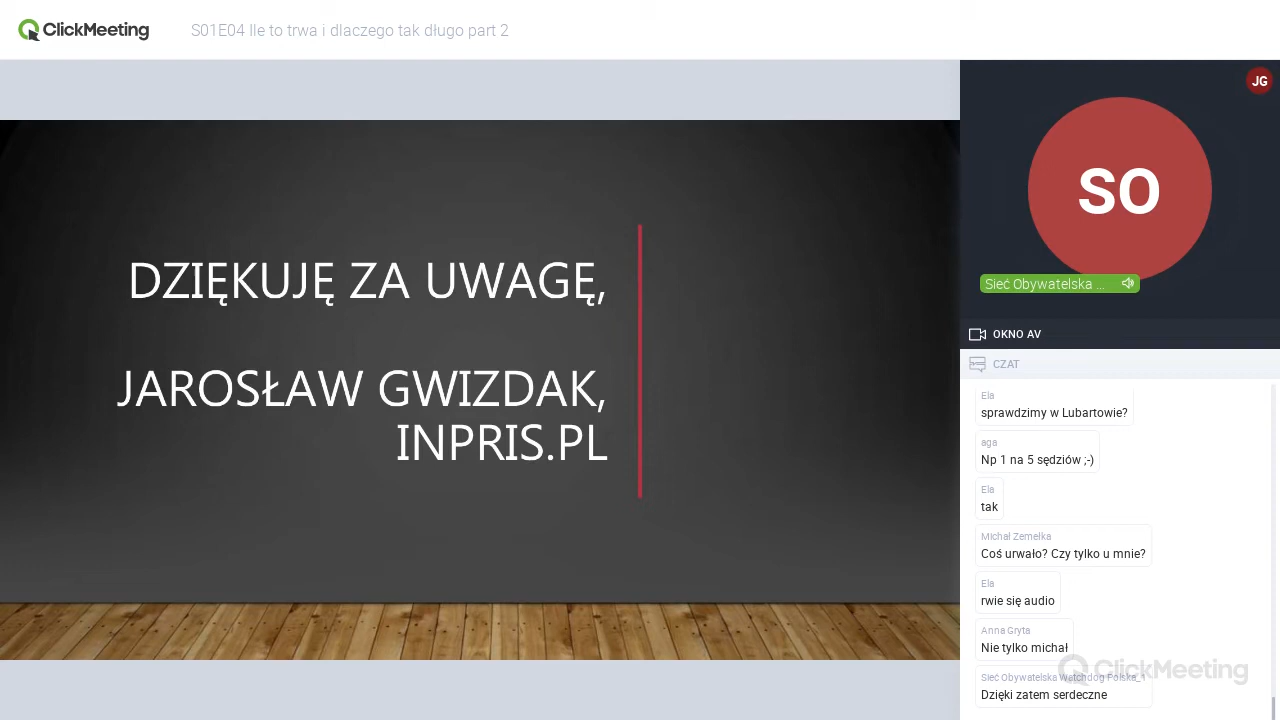 ClickMeeting
S01E04 Ile to trwa i dlaczego tak długo part 2
DZIĘKUJĘ ZA UWAGĘ,
JAROSŁAW GWIZDAK,
INPRIS.PL
JG
SO
Sieć Obywatelska ...
OKNO AV
CZAT
Ela
sprawdzimy w Lubartowie?
aga
Np 1 na 5 sędziów ;-)
Ela
tak
Michał Zemełka
Coś urwało? Czy tylko u mnie?
Ela
rwie się audio
Anna Gryta
Nie tylko michał
Sieć Obywatelska Watchdog Polska_1
Dzięki zatem serdeczne
ClickMeeting